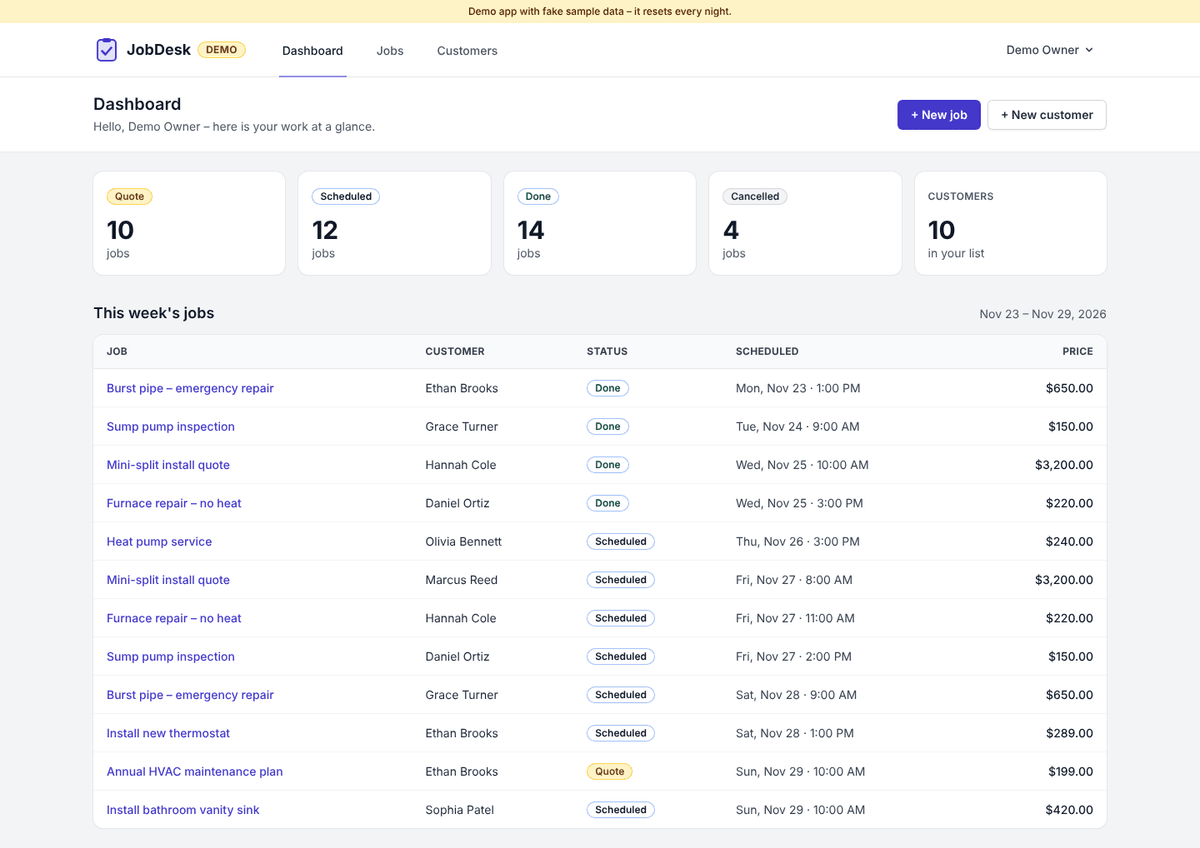 Demo app with fake sample data – it resets every night.
JobDesk DEMO Dashboard Jobs Customers Demo Owner
Dashboard
Hello, Demo Owner – here is your work at a glance.
+ New job + New customer
Quote Scheduled Done Cancelled CUSTOMERS
10 12 14 4 10
jobs jobs jobs jobs in your list
This week's jobs Nov 23 – Nov 29, 2026
JOB CUSTOMER STATUS SCHEDULED PRICE
Burst pipe – emergency repair Ethan Brooks Done Mon, Nov 23 · 1:00 PM $650.00
Sump pump inspection Grace Turner Done Tue, Nov 24 · 9:00 AM $150.00
Mini-split install quote Hannah Cole Done Wed, Nov 25 · 10:00 AM $3,200.00
Furnace repair – no heat Daniel Ortiz Done Wed, Nov 25 · 3:00 PM $220.00
Heat pump service Olivia Bennett Scheduled Thu, Nov 26 · 3:00 PM $240.00
Mini-split install quote Marcus Reed Scheduled Fri, Nov 27 · 8:00 AM $3,200.00
Furnace repair – no heat Hannah Cole Scheduled Fri, Nov 27 · 11:00 AM $220.00
Sump pump inspection Daniel Ortiz Scheduled Fri, Nov 27 · 2:00 PM $150.00
Burst pipe – emergency repair Grace Turner Scheduled Sat, Nov 28 · 9:00 AM $650.00
Install new thermostat Ethan Brooks Scheduled Sat, Nov 28 · 1:00 PM $289.00
Annual HVAC maintenance plan Ethan Brooks Quote Sun, Nov 29 · 10:00 AM $199.00
Install bathroom vanity sink Sophia Patel Scheduled Sun, Nov 29 · 10:00 AM $420.00